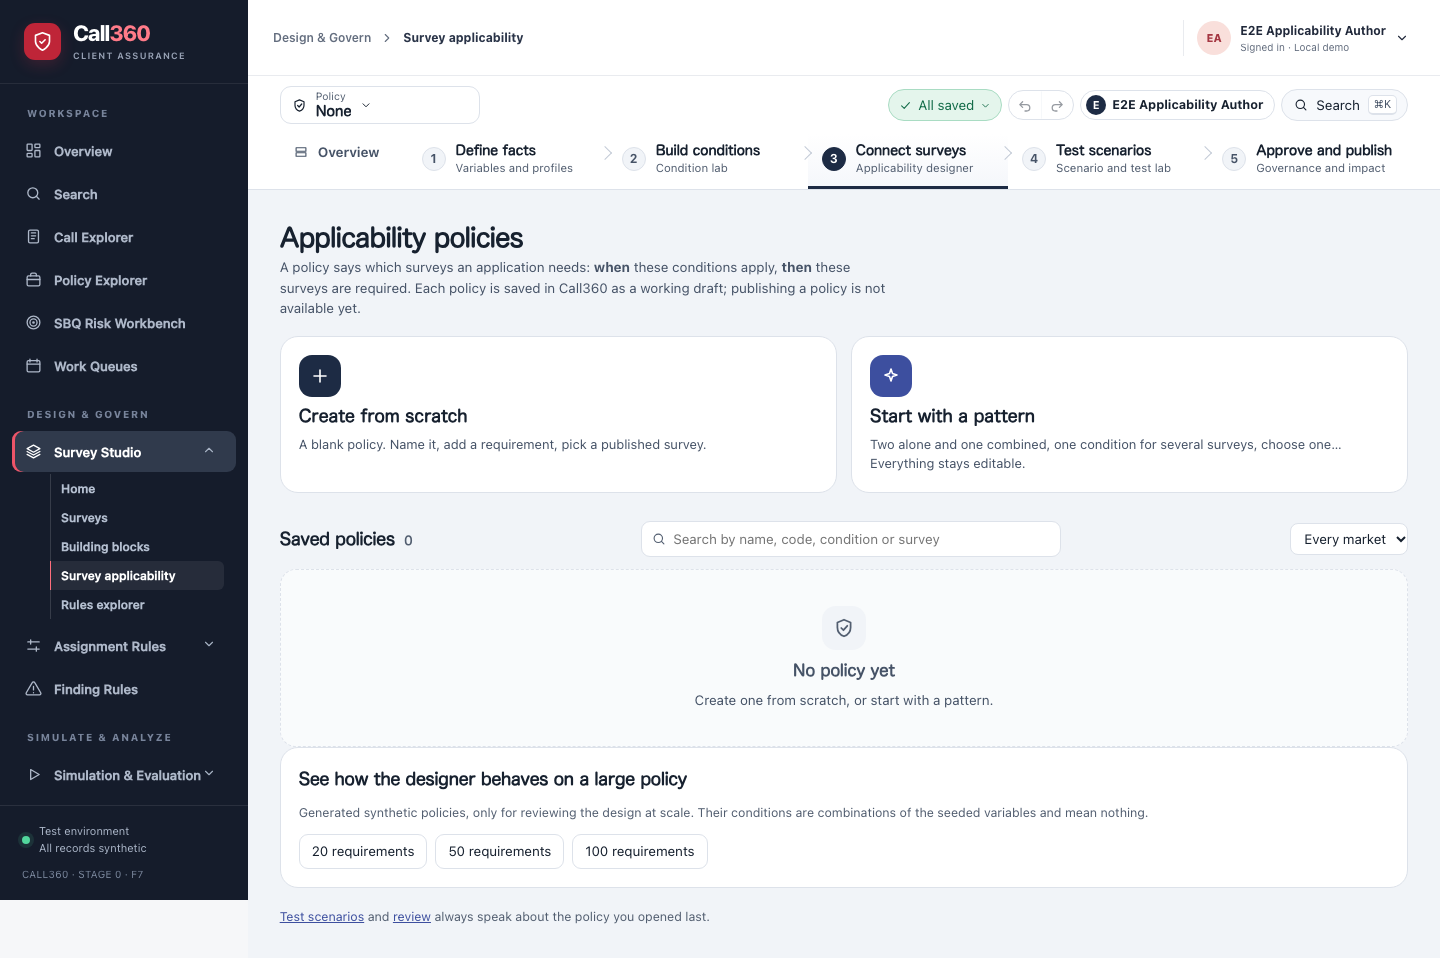 Call360
CLIENT ASSURANCE
WORKSPACE
Overview
Search
Call Explorer
Policy Explorer
SBQ Risk Workbench
Work Queues
DESIGN & GOVERN
Survey Studio
Home
Surveys
Building blocks
Survey applicability
Rules explorer
Assignment Rules
Finding Rules
SIMULATE & ANALYZE
Simulation & Evaluation
Test environment
All records synthetic
CALL360 · STAGE 0 · F7
Design & Govern
Survey applicability
EA
E2E Applicability Author
Signed in · Local demo
Policy
None
All saved
E
E2E Applicability Author
Search
⌘K
Overview
1
Define facts
Variables and profiles
2
Build conditions
Condition lab
3
Connect surveys
Applicability designer
4
Test scenarios
Scenario and test lab
5
Approve and publish
Governance and impact
Applicability policies
A policy says which surveys an application needs: when these conditions apply, then these
surveys are required. Each policy is saved in Call360 as a working draft; publishing a policy is not
available yet.
Create from scratch
A blank policy. Name it, add a requirement, pick a published survey.
Start with a pattern
Two alone and one combined, one condition for several surveys, choose one…
Everything stays editable.
Saved policies 0
Search by name, code, condition or survey
Every market
No policy yet
Create one from scratch, or start with a pattern.
See how the designer behaves on a large policy
Generated synthetic policies, only for reviewing the design at scale. Their conditions are combinations of the seeded variables and mean nothing.
20 requirements
50 requirements
100 requirements
Test scenarios and review always speak about the policy you opened last.